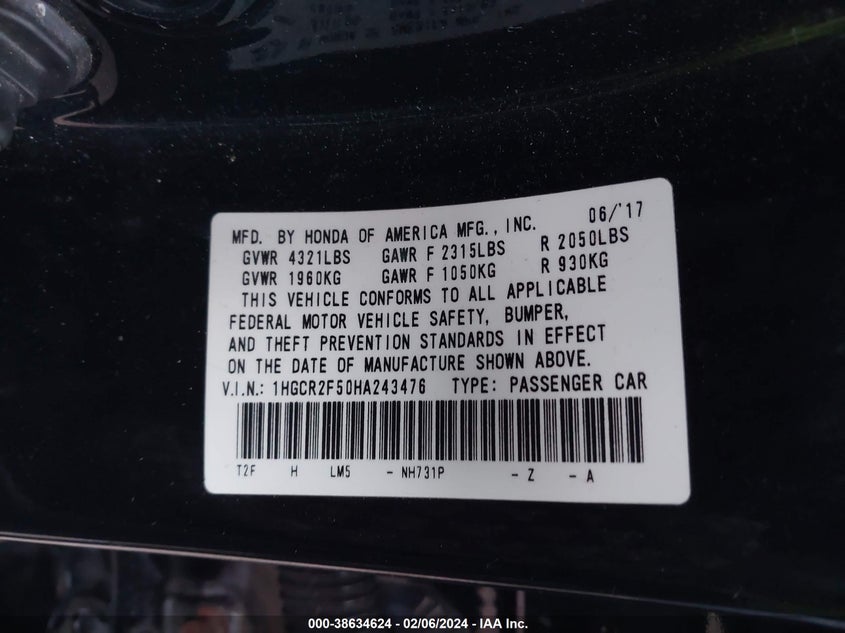 MFD. BY HONDA OF AMERICA MFG., INC. 06/'17
GVWR 4321LBS GAWR F 2315LBS R 2050LBS
GVWR 1960KG GAWR F 1050KG R 930KG
THIS VEHICLE CONFORMS TO ALL APPLICABLE
FEDERAL MOTOR VEHICLE SAFETY, BUMPER,
AND THEFT PREVENTION STANDARDS IN EFFECT
ON THE DATE OF MANUFACTURE SHOWN ABOVE.
V.I.N.: 1HGCR2F50HA243476 TYPE: PASSENGER CAR
T2F H LM5 - NH731P - Z - A
000-38634624 - 02/06/2024 - IAA Inc.